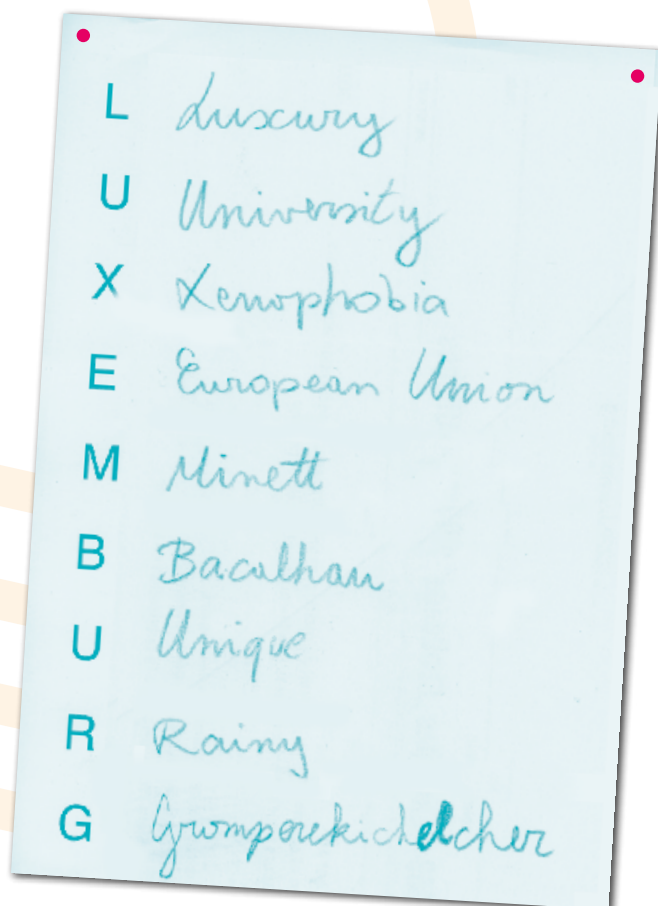 L Luxury
U University
X Xenophobia
E European Union
M Minett
B Bacalhau
U Unique
R Rainy
G Gromperekichelcher